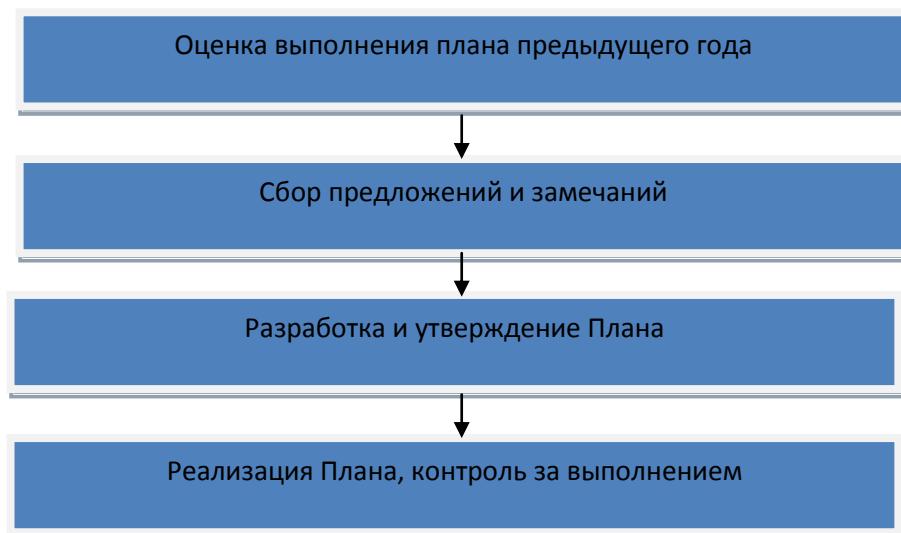 Оценка выполнения плана предыдущего года
Сбор предложений и замечаний
Разработка и утверждение Плана
Реализация Плана, контроль за выполнением